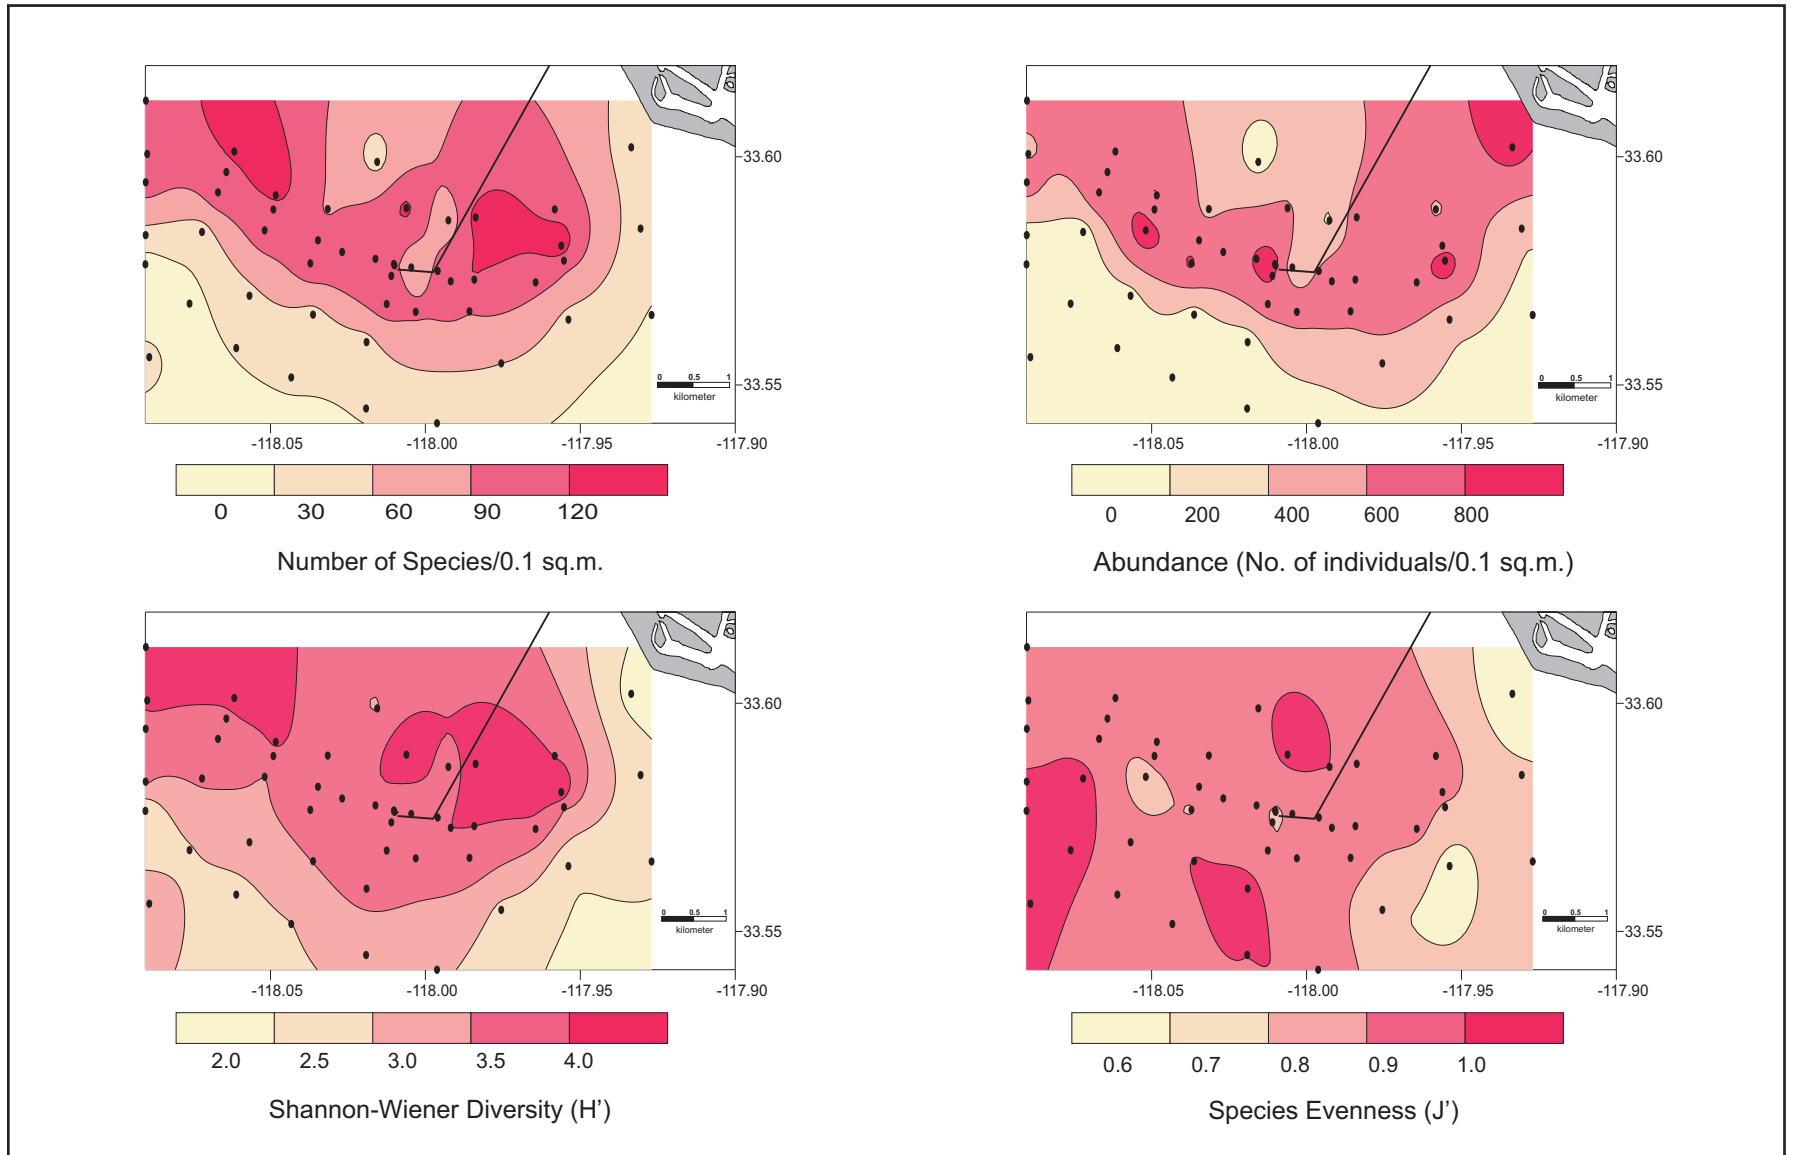 33.60
33.60
0 0.5 1
kilometer
33.55
0 0.5 1
kilometer
33.55
-118.05 -118.00 -117.95 -117.90
-118.05 -118.00 -117.95 -117.90
0 30 60 90 120
0 200 400 600 800
Number of Species/0.1 sq.m.
Abundance (No. of individuals/0.1 sq.m.)
33.60
33.60
0 0.5 1
kilometer
33.55
0 0.5 1
kilometer
33.55
-118.05 -118.00 -117.95 -117.90
-118.05 -118.00 -117.95 -117.90
2.0 2.5 3.0 3.5 4.0
0.6 0.7 0.8 0.9 1.0
Shannon-Wiener Diversity (H’)
Species Evenness (J’)